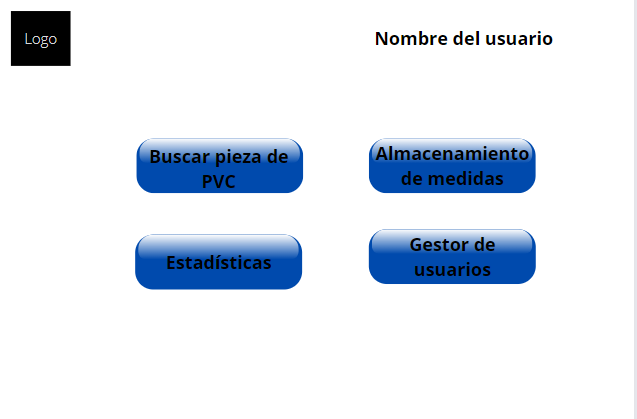 Logo
Nombre del usuario
Buscar pieza de
PVC
Almacenamiento
de medidas
Estadísticas
Gestor de
usuarios